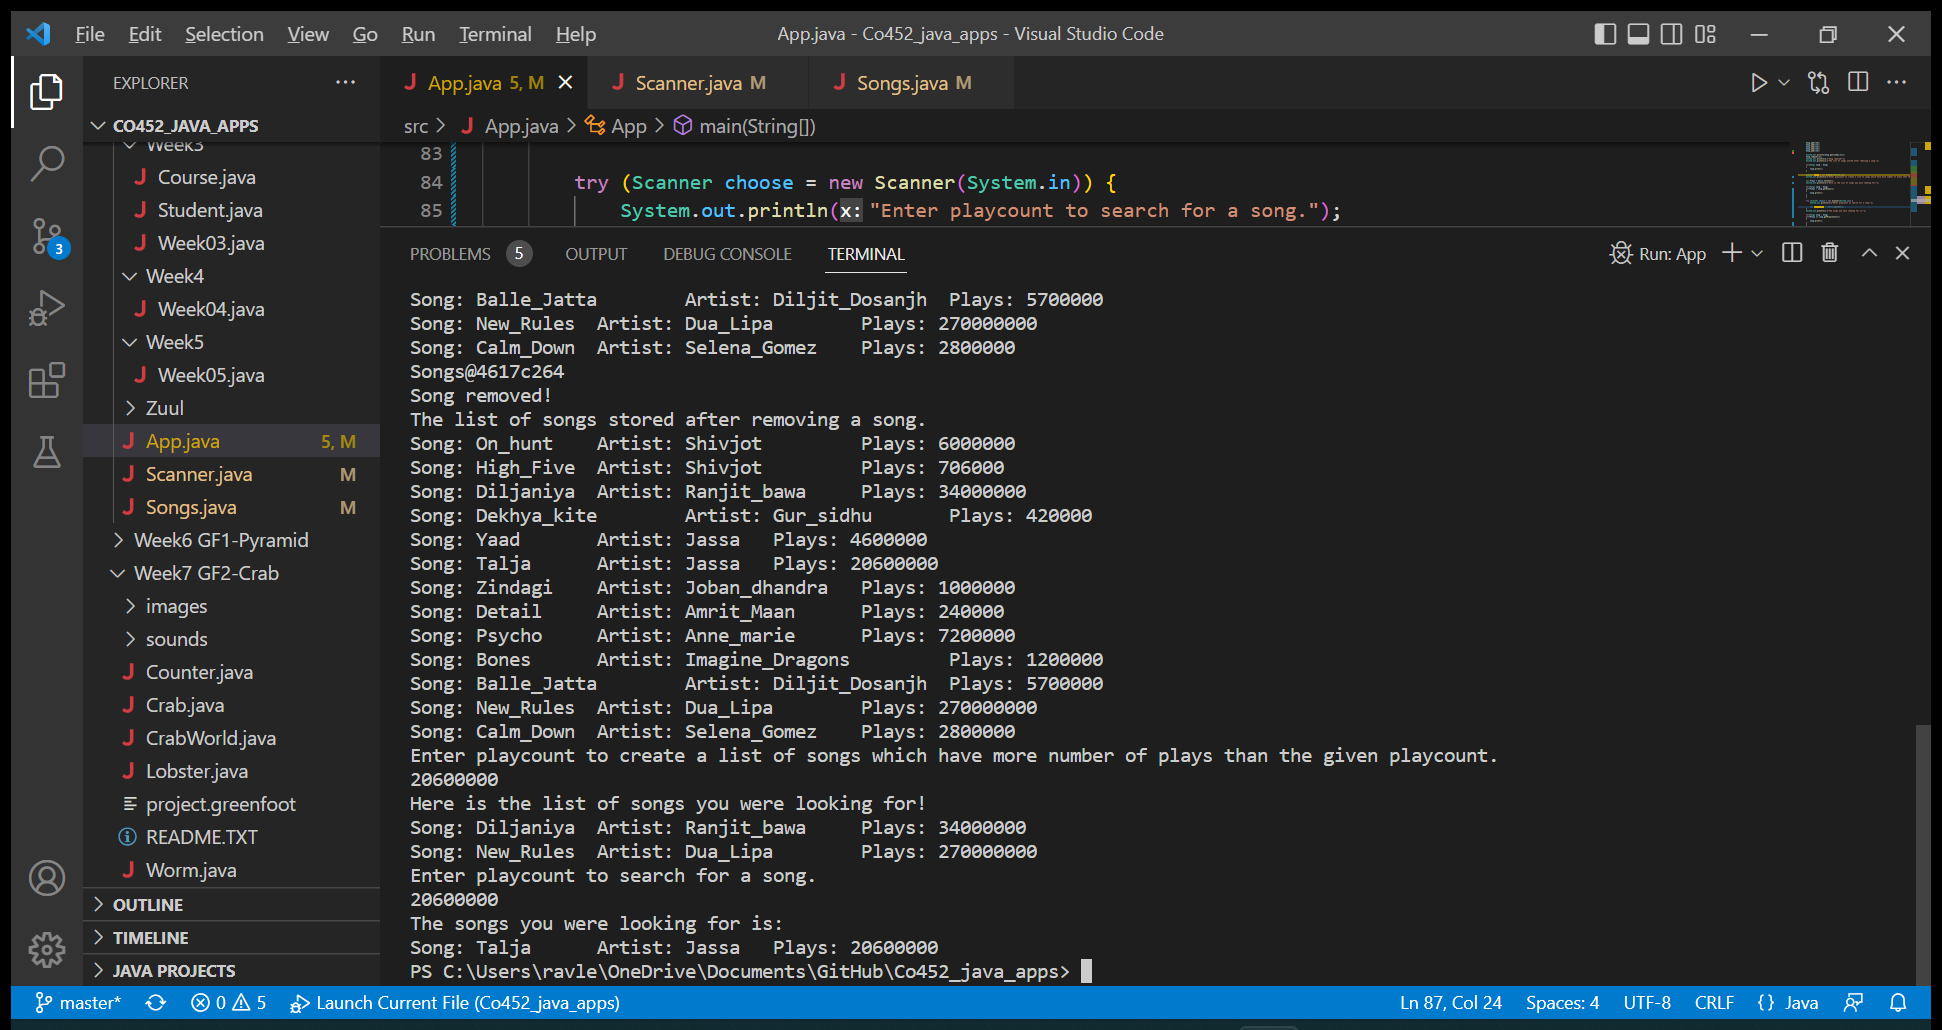 File Edit Selection View Go Run Terminal Help App.java - Co452_java_apps - Visual Studio Code
EXPLORER
CO452_JAVA_APPS
Week3
Course.java
Student.java
Week03.java
Week4
Week04.java
Week5
Week05.java
Zuul
App.java 5, M
Scanner.java M
Songs.java M
Week6 GF1-Pyramid
Week7 GF2-Crab
images
sounds
Counter.java
Crab.java
CrabWorld.java
Lobster.java
project.greenfoot
README.TXT
Worm.java
OUTLINE
TIMELINE
JAVA PROJECTS
3
App.java 5, M Scanner.java M Songs.java M
src > App.java > App > main(String[])
83
84 try (Scanner choose = new Scanner(System.in)) {
85 System.out.println(x: "Enter playcount to search for a song.");
PROBLEMS 5 OUTPUT DEBUG CONSOLE TERMINAL Run: App
Song: Balle_Jatta Artist: Diljit_Dosanjh Plays: 5700000
Song: New_Rules Artist: Dua_Lipa Plays: 270000000
Song: Calm_Down Artist: Selena_Gomez Plays: 2800000
Songs@4617c264
Song removed!
The list of songs stored after removing a song.
Song: On_hunt Artist: Shivjot Plays: 6000000
Song: High_Five Artist: Shivjot Plays: 706000
Song: Diljaniya Artist: Ranjit_bawa Plays: 34000000
Song: Dekhya_kite Artist: Gur_sidhu Plays: 420000
Song: Yaad Artist: Jassa Plays: 4600000
Song: Talja Artist: Jassa Plays: 20600000
Song: Zindagi Artist: Joban_dhandra Plays: 1000000
Song: Detail Artist: Amrit_Maan Plays: 240000
Song: Psycho Artist: Anne_marie Plays: 7200000
Song: Bones Artist: Imagine_Dragons Plays: 1200000
Song: Balle_Jatta Artist: Diljit_Dosanjh Plays: 5700000
Song: New_Rules Artist: Dua_Lipa Plays: 270000000
Song: Calm_Down Artist: Selena_Gomez Plays: 2800000
Enter playcount to create a list of songs which have more number of plays than the given playcount.
20600000
Here is the list of songs you were looking for!
Song: Diljaniya Artist: Ranjit_bawa Plays: 34000000
Song: New_Rules Artist: Dua_Lipa Plays: 270000000
Enter playcount to search for a song.
20600000
The songs you were looking for is:
Song: Talja Artist: Jassa Plays: 20600000
PS C:\Users\ravle\OneDrive\Documents\GitHub\Co452_java_apps>
master* 0 5 Launch Current File (Co452_java_apps) Ln 87, Col 24 Spaces: 4 UTF-8 CRLF {} Java